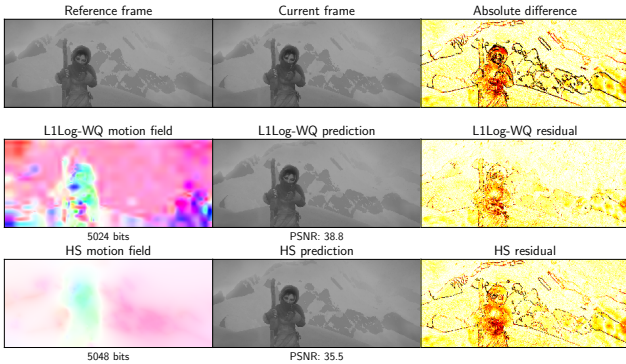 Reference frame
Current frame
Absolute difference
L1Log-WQ motion field
L1Log-WQ prediction
L1Log-WQ residual
5024 bits
PSNR: 38.8
HS motion field
HS prediction
HS residual
5048 bits
PSNR: 35.5